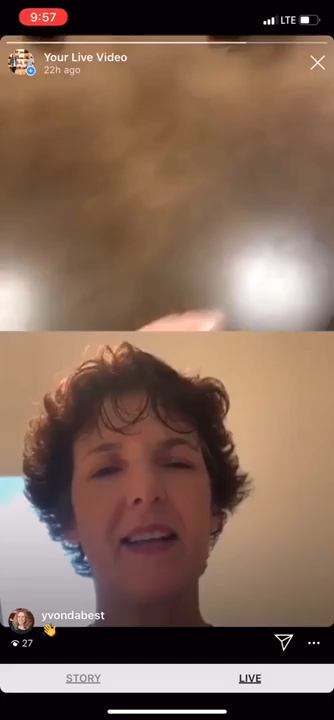 9:57
LTE
Your Live Video
22h ago
yvondabest
👋
27
STORY
LIVE